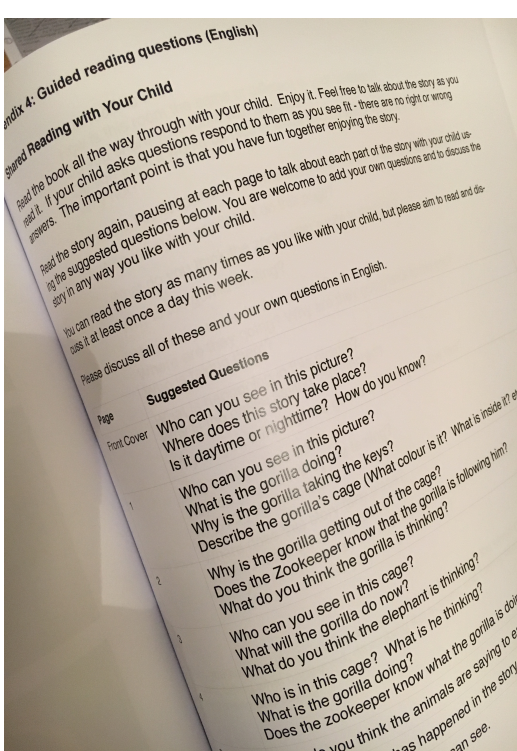 ndix 4: Guided reading questions (English)
Shared Reading with Your Child
Read the book all the way through with your child. Enjoy it. Feel free to talk about the story as you
read it. If your child asks questions respond to them as you see fit - there are no right or wrong
answers. The important point is that you have fun together enjoying the story.
Read the story again, pausing at each page to talk about each part of the story with your child us-
ing the suggested questions below. You are welcome to add your own questions and to discuss the
story in any way you like with your child.
You can read the story as many times as you like with your child, but please aim to read and dis-
cuss it at least once a day this week.
Please discuss all of these and your own questions in English.
Page Suggested Questions
Front Cover Who can you see in this picture?
Where does this story take place?
Is it daytime or nighttime? How do you know?
1 Who can you see in this picture?
What is the gorilla doing?
Why is the gorilla taking the keys?
Describe the gorilla's cage (What colour is it? What is inside it? et
2 Why is the gorilla getting out of the cage?
Does the Zookeeper know that the gorilla is following him?
What do you think the gorilla is thinking?
3 Who can you see in this cage?
What will the gorilla do now?
What do you think the elephant is thinking?
4 Who is in this cage? What is he thinking?
What is the gorilla doing?
Does the zookeeper know what the gorilla is doin
you think the animals are saying to e
has happened in the story
can see.